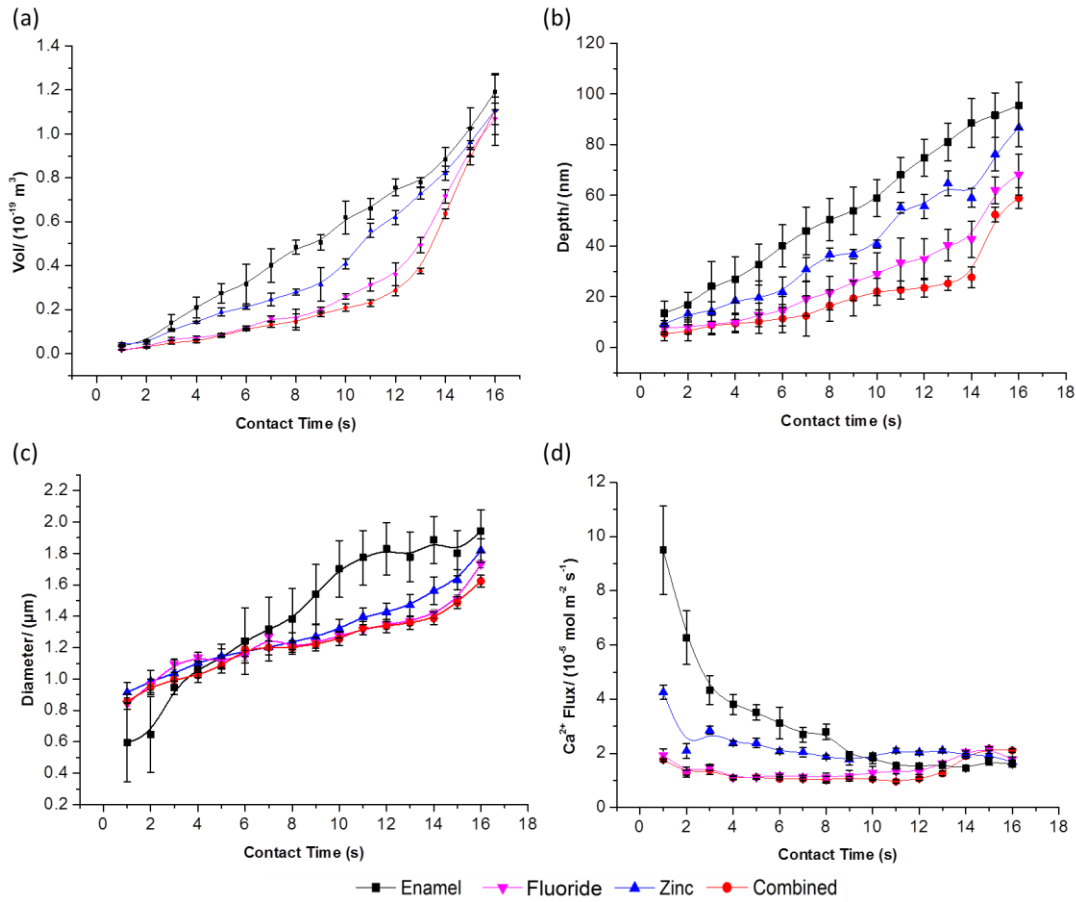 (a)
Vol/ (10⁻¹⁹ m³)
1.4
1.2
1.0
0.8
0.6
0.4
0.2
0.0
0 2 4 6 8 10 12 14 16
Contact Time (s)
(b)
Depth/ (nm)
120
100
80
60
40
20
0
0 2 4 6 8 10 12 14 16 18
Contact time (s)
(c)
Diameter/ (µm)
2.2
2.0
1.8
1.6
1.4
1.2
1.0
0.8
0.6
0.4
0.2
0 2 4 6 8 10 12 14 16
Contact Time (s)
(d)
Ca²⁺ Flux/ (10⁻⁶ mol m⁻² s⁻¹)
12
10
8
6
4
2
0
0 2 4 6 8 10 12 14 16 18
Contact Time (s)
Enamel Fluoride Zinc Combined